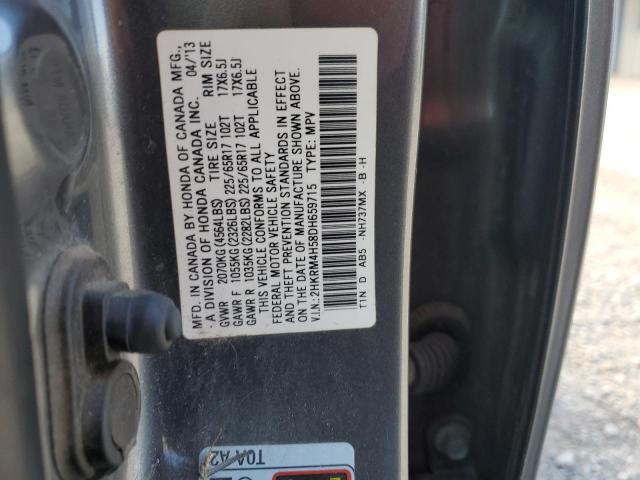 MFD. IN CANADA BY HONDA OF CANADA MFG.,
- A DIVISION OF HONDA CANADA INC. 04/'13
TIRE SIZE RIM SIZE
GVWR 2070KG(4564LBS)
GAWR F 1055KG(2326LBS) 225/65R17 102T 17X6.5J
GAWR R 1035KG(2282LBS) 225/65R17 102T 17X6.5J
THIS VEHICLE CONFORMS TO ALL APPLICABLE
FEDERAL MOTOR VEHICLE SAFETY
AND THEFT PREVENTION STANDARDS IN EFFECT
ON THE DATE OF MANUFACTURE SHOWN ABOVE.
V.I.N.: 2HKRM4H58DH659715 TYPE: MPV
TTN D AB5 -NH737MX -B -H
T0A A2